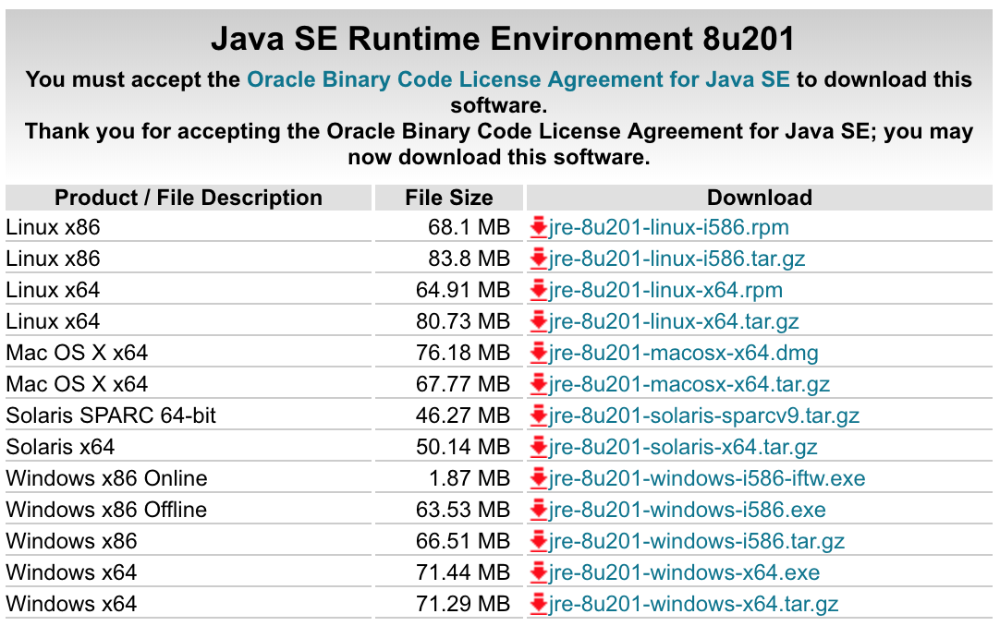 Java SE Runtime Environment 8u201
You must accept the Oracle Binary Code License Agreement for Java SE to download this
software.
Thank you for accepting the Oracle Binary Code License Agreement for Java SE; you may
now download this software.
Product / File Description File Size Download
Linux x86 68.1 MB jre-8u201-linux-i586.rpm
Linux x86 83.8 MB jre-8u201-linux-i586.tar.gz
Linux x64 64.91 MB jre-8u201-linux-x64.rpm
Linux x64 80.73 MB jre-8u201-linux-x64.tar.gz
Mac OS X x64 76.18 MB jre-8u201-macosx-x64.dmg
Mac OS X x64 67.77 MB jre-8u201-macosx-x64.tar.gz
Solaris SPARC 64-bit 46.27 MB jre-8u201-solaris-sparcv9.tar.gz
Solaris x64 50.14 MB jre-8u201-solaris-x64.tar.gz
Windows x86 Online 1.87 MB jre-8u201-windows-i586-iftw.exe
Windows x86 Offline 63.53 MB jre-8u201-windows-i586.exe
Windows x86 66.51 MB jre-8u201-windows-i586.tar.gz
Windows x64 71.44 MB jre-8u201-windows-x64.exe
Windows x64 71.29 MB jre-8u201-windows-x64.tar.gz